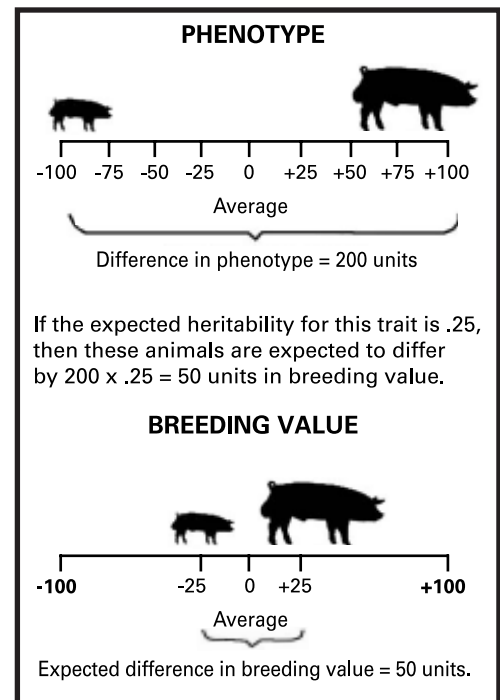 PHENOTYPE
-100 -75 -50 -25 0 +25 +50 +75 +100
Average
Difference in phenotype = 200 units
If the expected heritability for this trait is .25,
then these animals are expected to differ
by 200 x .25 = 50 units in breeding value.
BREEDING VALUE
-100 -25 0 +25 +100
Average
Expected difference in breeding value = 50 units.